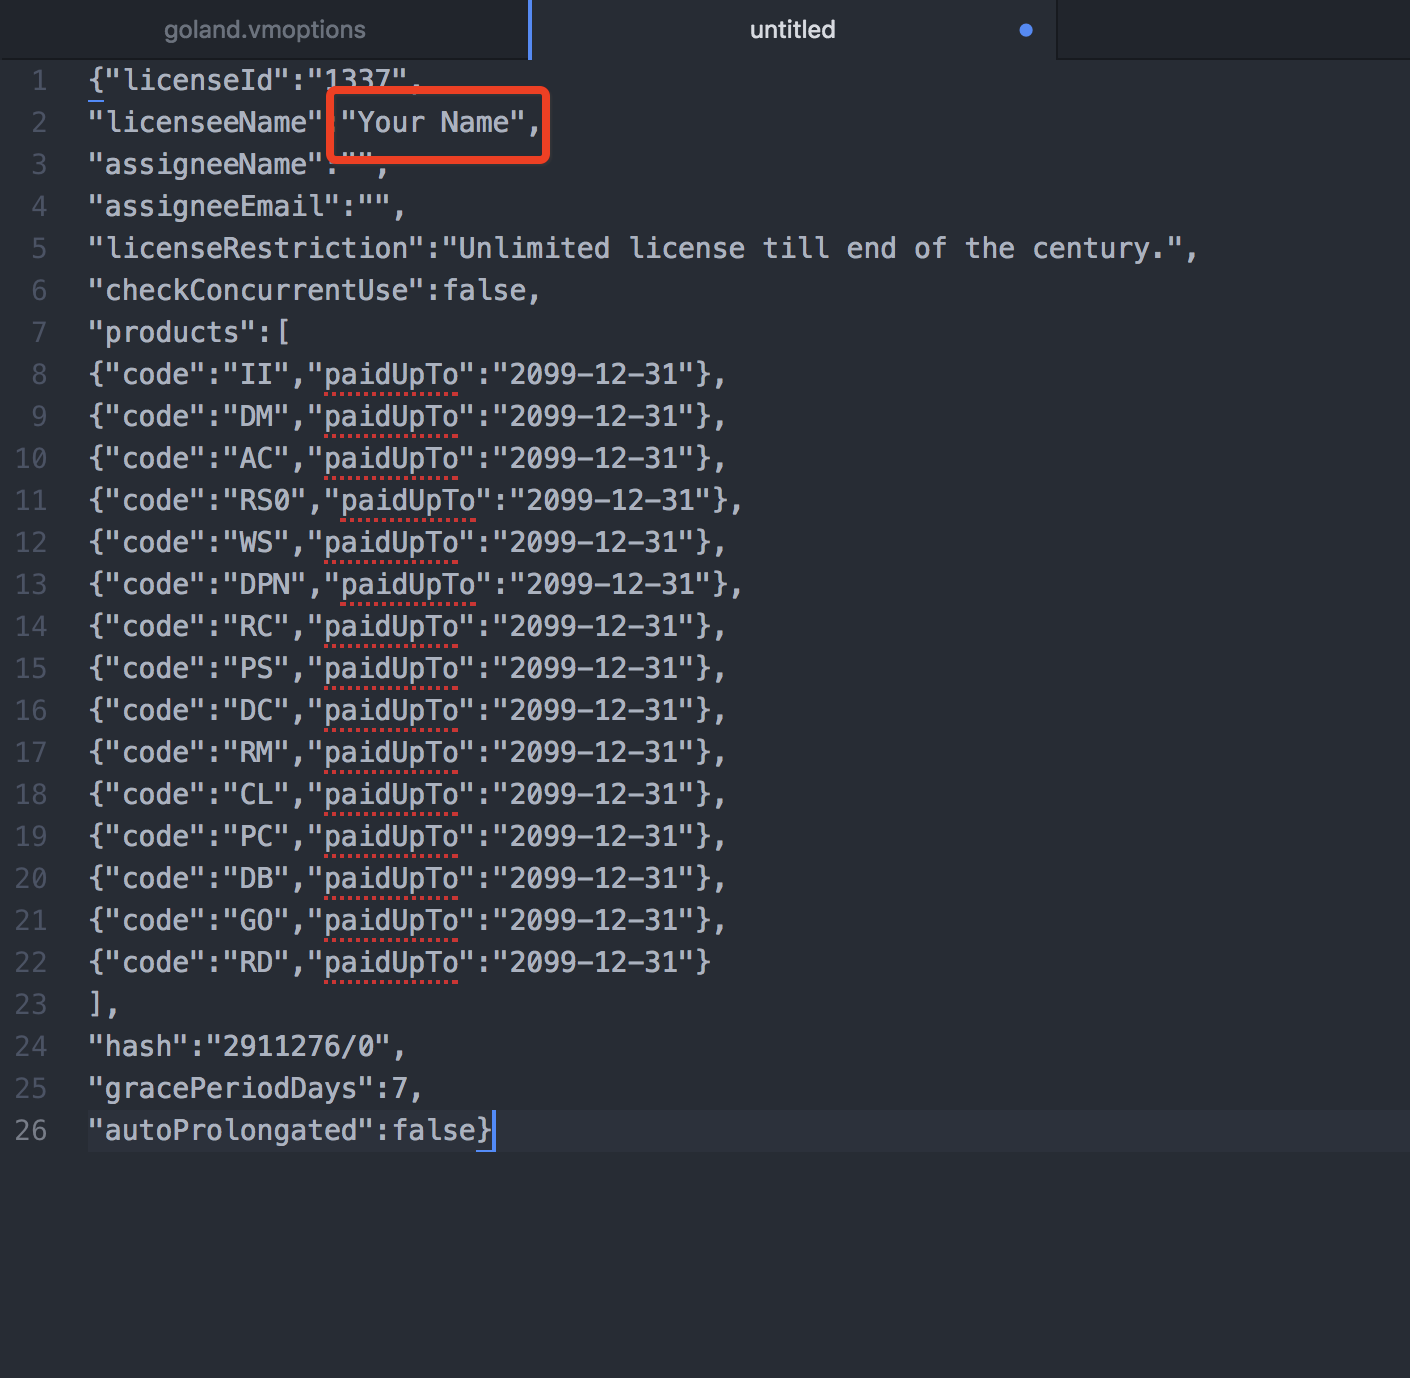 goland.vmoptions
untitled
1 {"licenseId":"1337",
2 "licenseeName":"Your Name",
3 "assigneeName":"",
4 "assigneeEmail":"",
5 "licenseRestriction":"Unlimited license till end of the century.",
6 "checkConcurrentUse":false,
7 "products":[
8 {"code":"II","paidUpTo":"2099-12-31"},
9 {"code":"DM","paidUpTo":"2099-12-31"},
10 {"code":"AC","paidUpTo":"2099-12-31"},
11 {"code":"RS0","paidUpTo":"2099-12-31"},
12 {"code":"WS","paidUpTo":"2099-12-31"},
13 {"code":"DPN","paidUpTo":"2099-12-31"},
14 {"code":"RC","paidUpTo":"2099-12-31"},
15 {"code":"PS","paidUpTo":"2099-12-31"},
16 {"code":"DC","paidUpTo":"2099-12-31"},
17 {"code":"RM","paidUpTo":"2099-12-31"},
18 {"code":"CL","paidUpTo":"2099-12-31"},
19 {"code":"PC","paidUpTo":"2099-12-31"},
20 {"code":"DB","paidUpTo":"2099-12-31"},
21 {"code":"GO","paidUpTo":"2099-12-31"},
22 {"code":"RD","paidUpTo":"2099-12-31"}
23 ],
24 "hash":"2911276/0",
25 "gracePeriodDays":7,
26 "autoProlongated":false}